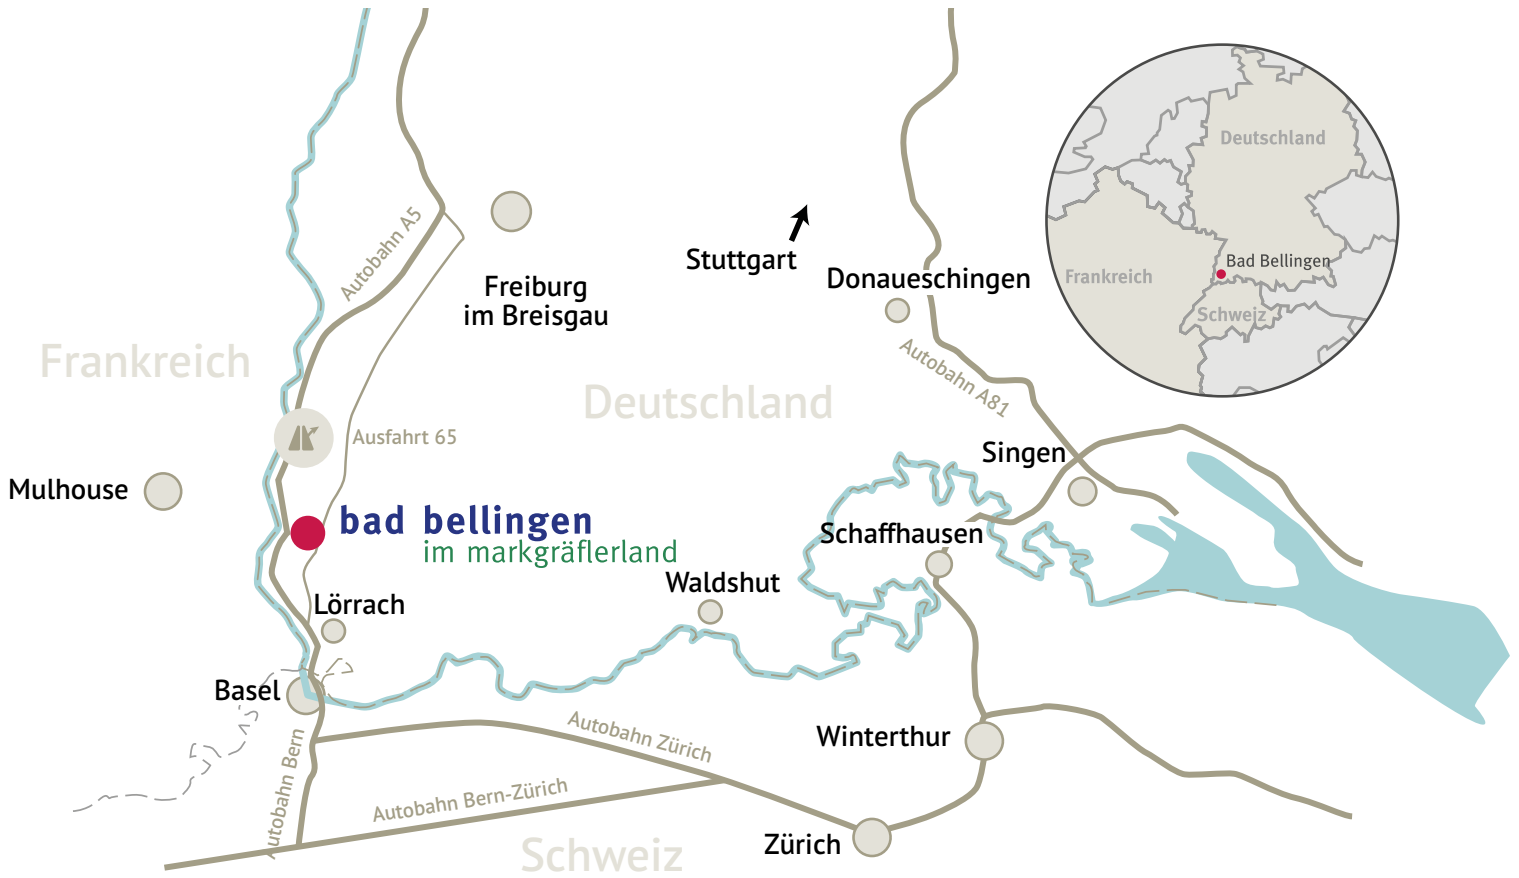 Deutschland
Autobahn A5
Stuttgart
Donaueschingen
Bad Bellingen
Frankreich
Freiburg
im Breisgau
Schweiz
Frankreich
Autobahn A81
Deutschland
Ausfahrt 65
Singen
Mulhouse
bad bellingen
im markgräflerland
Schaffhausen
Waldshut
Lörrach
Basel
Autobahn Zürich
Winterthur
Autobahn Bern
Autobahn Bern-Zürich
Zürich
Schweiz